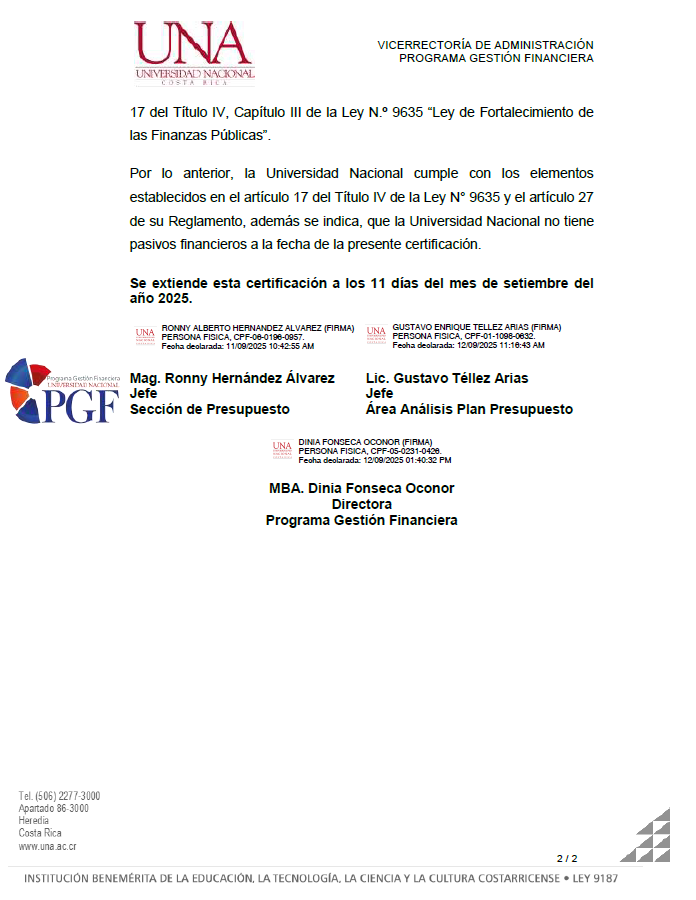 UNA
UNIVERSIDAD NACIONAL
COSTA RICA
VICERRECTORÍA DE ADMINISTRACIÓN
PROGRAMA GESTIÓN FINANCIERA
17 del Título IV, Capítulo III de la Ley N.º 9635 “Ley de Fortalecimiento de
las Finanzas Públicas”.
Por lo anterior, la Universidad Nacional cumple con los elementos
establecidos en el artículo 17 del Título IV de la Ley N° 9635 y el artículo 27
de su Reglamento, además se indica, que la Universidad Nacional no tiene
pasivos financieros a la fecha de la presente certificación.
Se extiende esta certificación a los 11 días del mes de setiembre del
año 2025.
UNA
RONNY ALBERTO HERNANDEZ ALVAREZ (FIRMA)
PERSONA FISICA, CPF-06-0196-0957.
Fecha declarada: 11/09/2025 10:42:55 AM
UNA
GUSTAVO ENRIQUE TELLEZ ARIAS (FIRMA)
PERSONA FISICA, CPF-01-1096-0632.
Fecha declarada: 12/09/2025 11:16:43 AM
Programa Gestión Financiera
UNIVERSIDAD NACIONAL
PGF
Mag. Ronny Hernández Álvarez
Jefe
Sección de Presupuesto
Lic. Gustavo Téllez Arias
Jefe
Área Análisis Plan Presupuesto
UNA
DINIA FONSECA OCONOR (FIRMA)
PERSONA FISICA, CPF-05-0231-0426.
Fecha declarada: 12/09/2025 01:40:32 PM
MBA. Dinia Fonseca Oconor
Directora
Programa Gestión Financiera
Tel. (506) 2277-3000
Apartado 86-3000
Heredia
Costa Rica
www.una.ac.cr
2 / 2
INSTITUCIÓN BENEMÉRITA DE LA EDUCACIÓN, LA TECNOLOGÍA, LA CIENCIA Y LA CULTURA COSTARRICENSE • LEY 9187